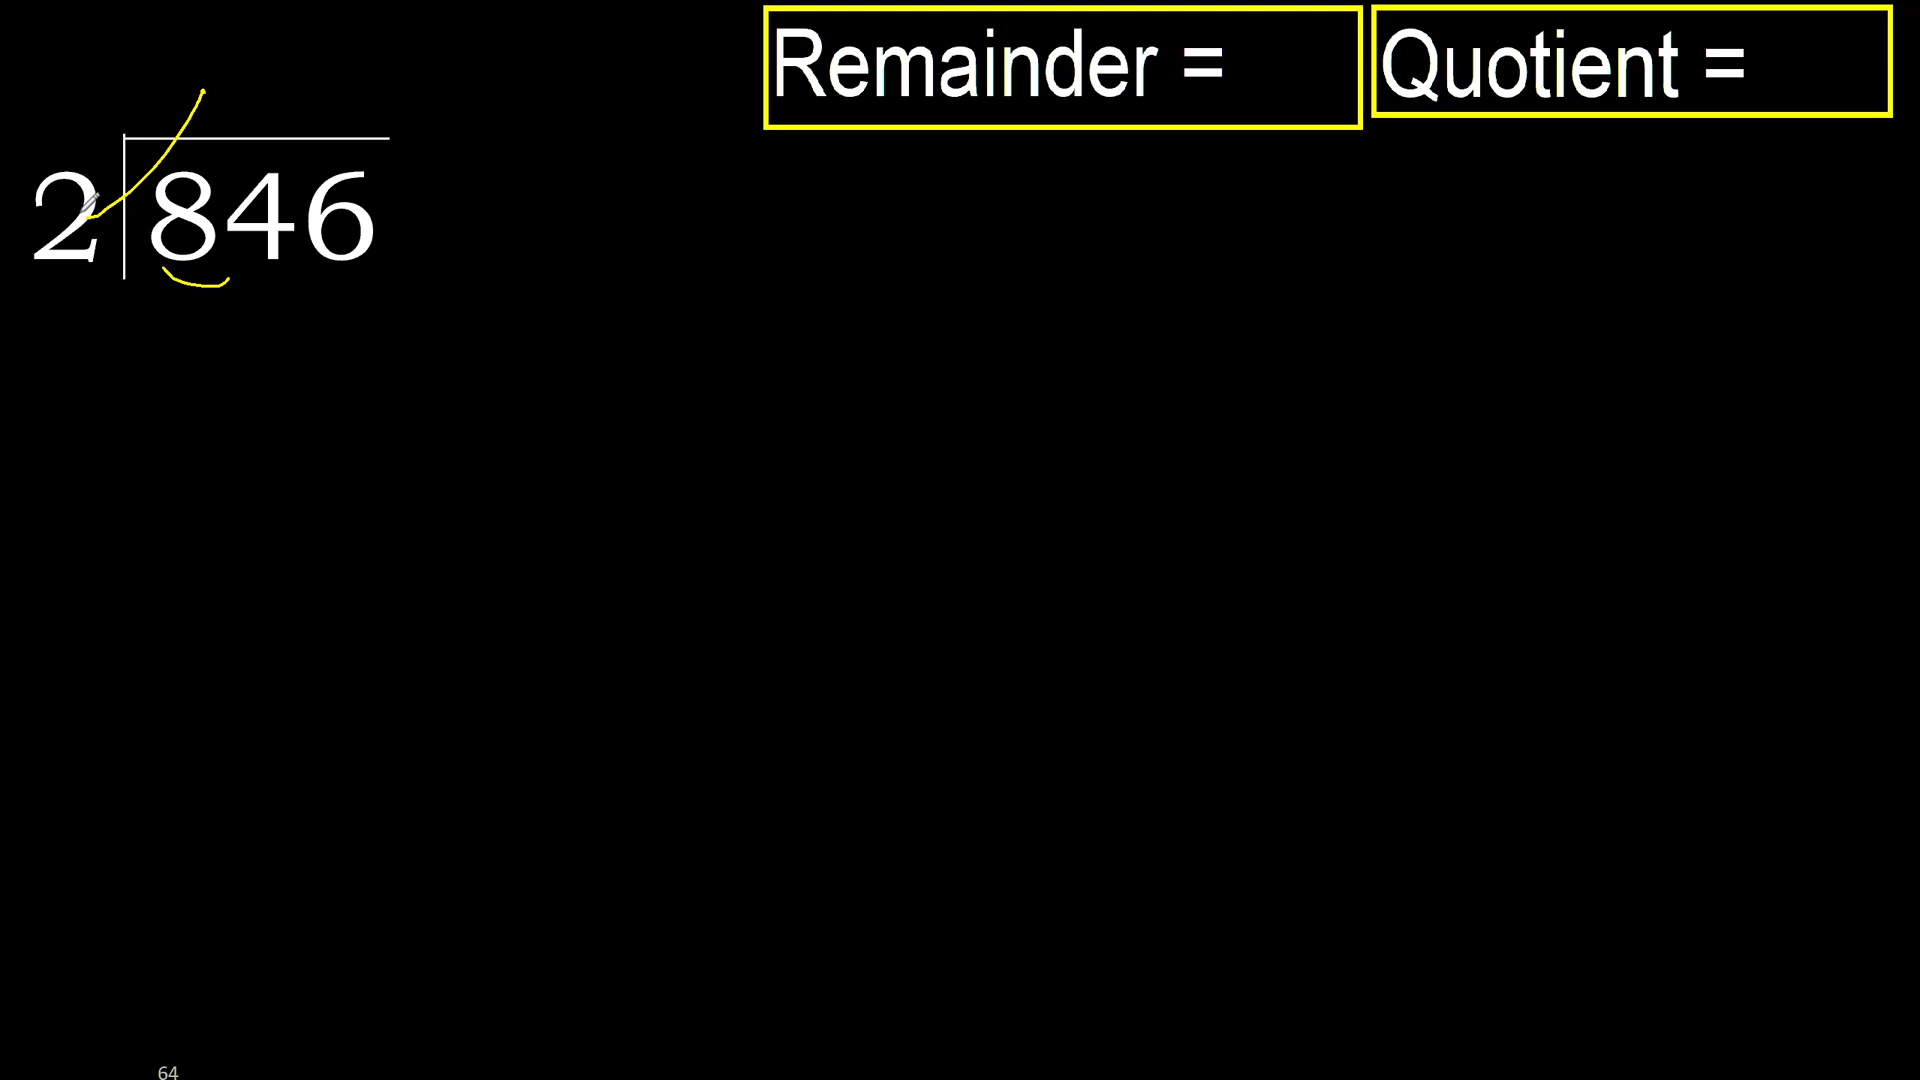 Remainder = Quotient =
2 846
64